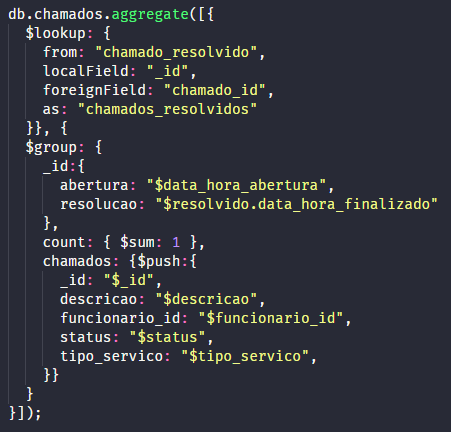 db.chamados.aggregate([{
  $lookup: {
    from: "chamado_resolvido",
    localField: "_id",
    foreignField: "chamado_id",
    as: "chamados_resolvidos"
  }}, {
  $group: {
    _id:{
      abertura: "$data_hora_abertura",
      resolucao: "$resolvido.data_hora_finalizado"
    },
    count: { $sum: 1 },
    chamados: {$push:{
      _id: "$_id",
      descricao: "$descricao",
      funcionario_id: "$funcionario_id",
      status: "$status",
      tipo_servico: "$tipo_servico",
    }}
  }
}]);